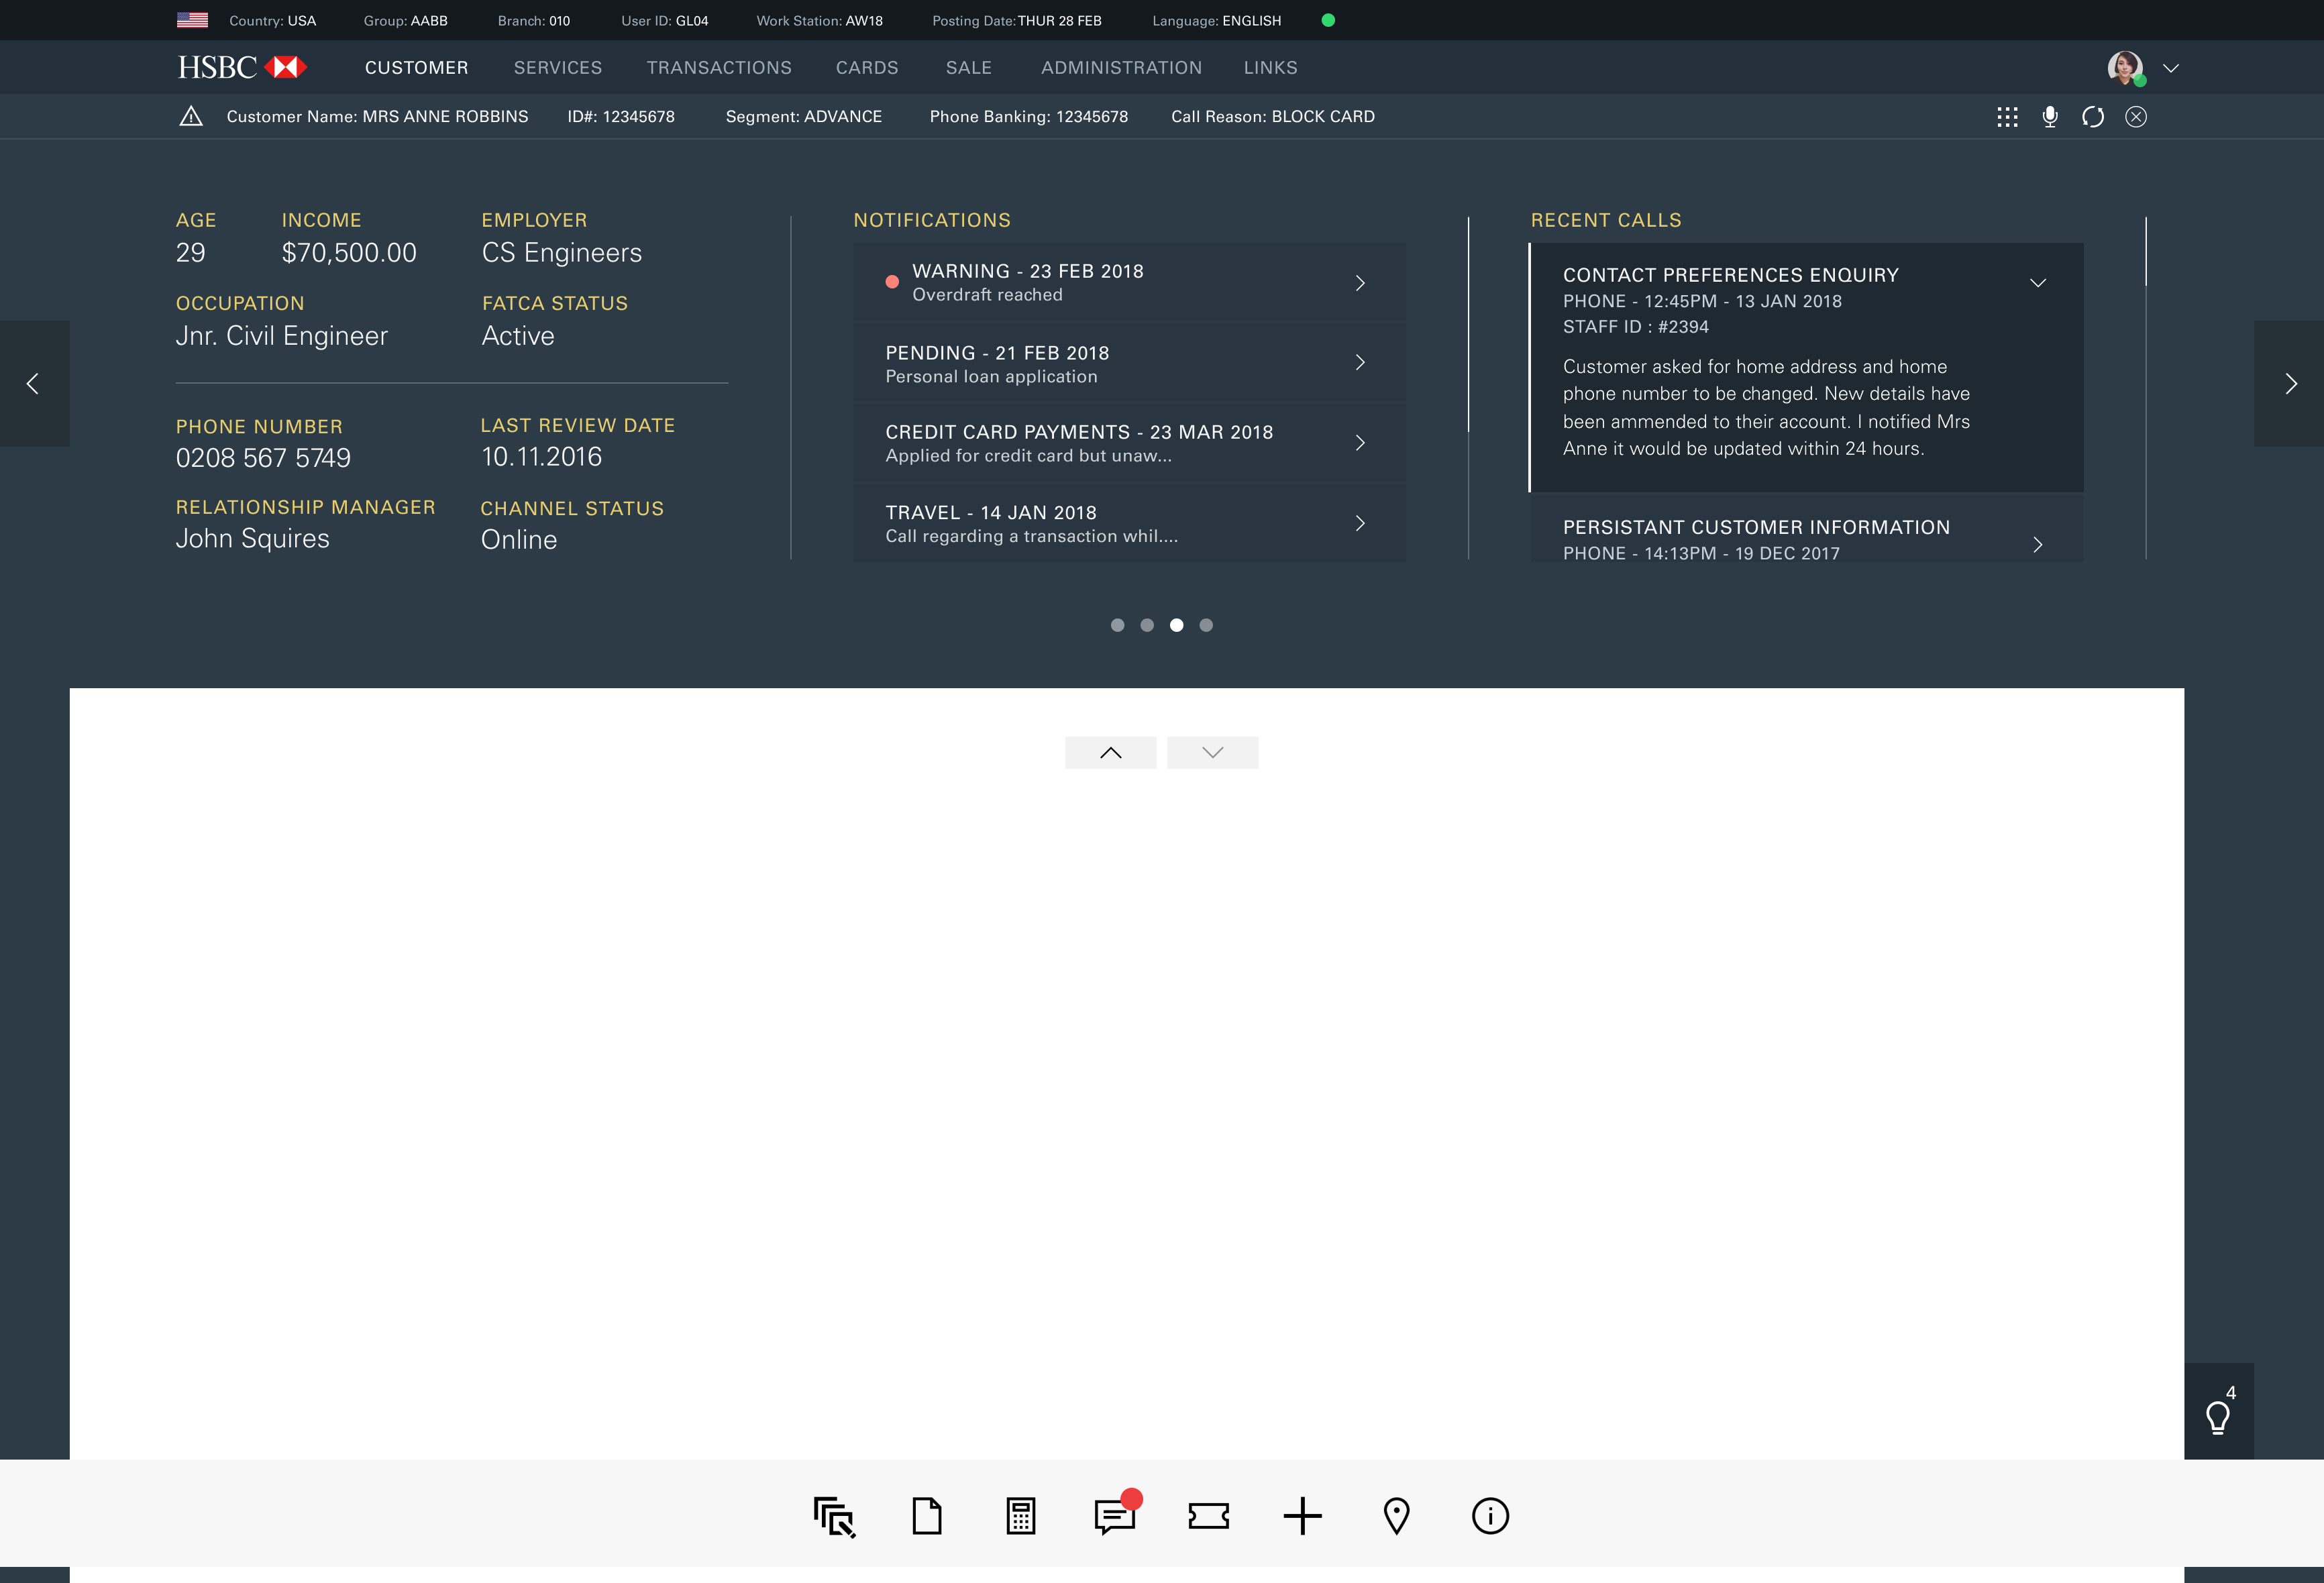 Country: USA Group: AABB Branch: 010 User ID: GL04 Work Station: AW18 Posting Date:THUR 28 FEB Language: ENGLISH
HSBC CUSTOMER SERVICES TRANSACTIONS CARDS SALE ADMINISTRATION LINKS
Customer Name: MRS ANNE ROBBINS ID#: 12345678 Segment: ADVANCE Phone Banking: 12345678 Call Reason: BLOCK CARD
AGE INCOME EMPLOYER
29 $70,500.00 CS Engineers
OCCUPATION FATCA STATUS
Jnr. Civil Engineer Active
PHONE NUMBER LAST REVIEW DATE
0208 567 5749 10.11.2016
RELATIONSHIP MANAGER CHANNEL STATUS
John Squires Online
NOTIFICATIONS
WARNING - 23 FEB 2018
Overdraft reached
PENDING - 21 FEB 2018
Personal loan application
CREDIT CARD PAYMENTS - 23 MAR 2018
Applied for credit card but unaw...
TRAVEL - 14 JAN 2018
Call regarding a transaction whil....
RECENT CALLS
CONTACT PREFERENCES ENQUIRY
PHONE - 12:45PM - 13 JAN 2018
STAFF ID : #2394
Customer asked for home address and home
phone number to be changed. New details have
been ammended to their account. I notified Mrs
Anne it would be updated within 24 hours.
PERSISTANT CUSTOMER INFORMATION
PHONE - 14:13PM - 19 DEC 2017
4